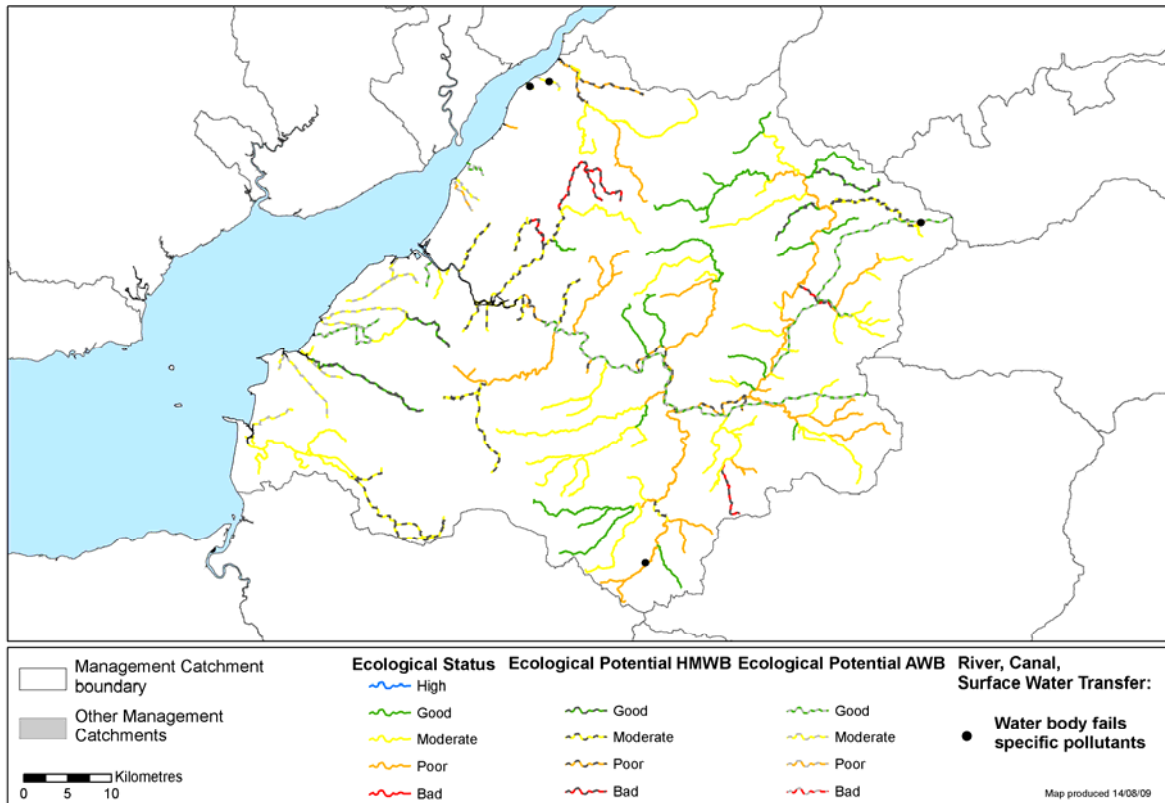 Management Catchment
boundary
Other Management
Catchments
Kilometres
0 5 10
Ecological Status
High
Good
Moderate
Poor
Bad
Ecological Potential HMWB
Good
Moderate
Poor
Bad
Ecological Potential AWB
Good
Moderate
Poor
Bad
River, Canal,
Surface Water Transfer:
Water body fails
specific pollutants
Map produced 14/08/09